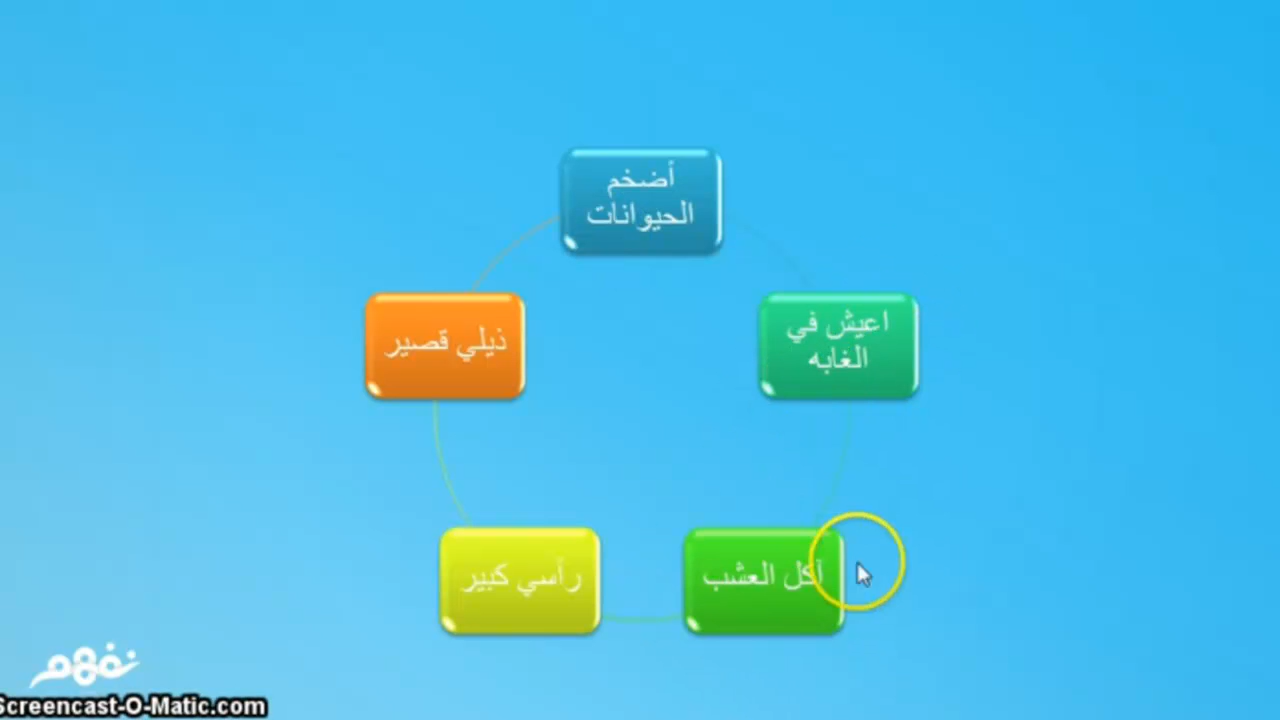 أضخم
الحيوانات
اعيش في
الغابه
آكل العشب
رأسي كبير
ذيلي قصير
نفهم
Screencast-O-Matic.com